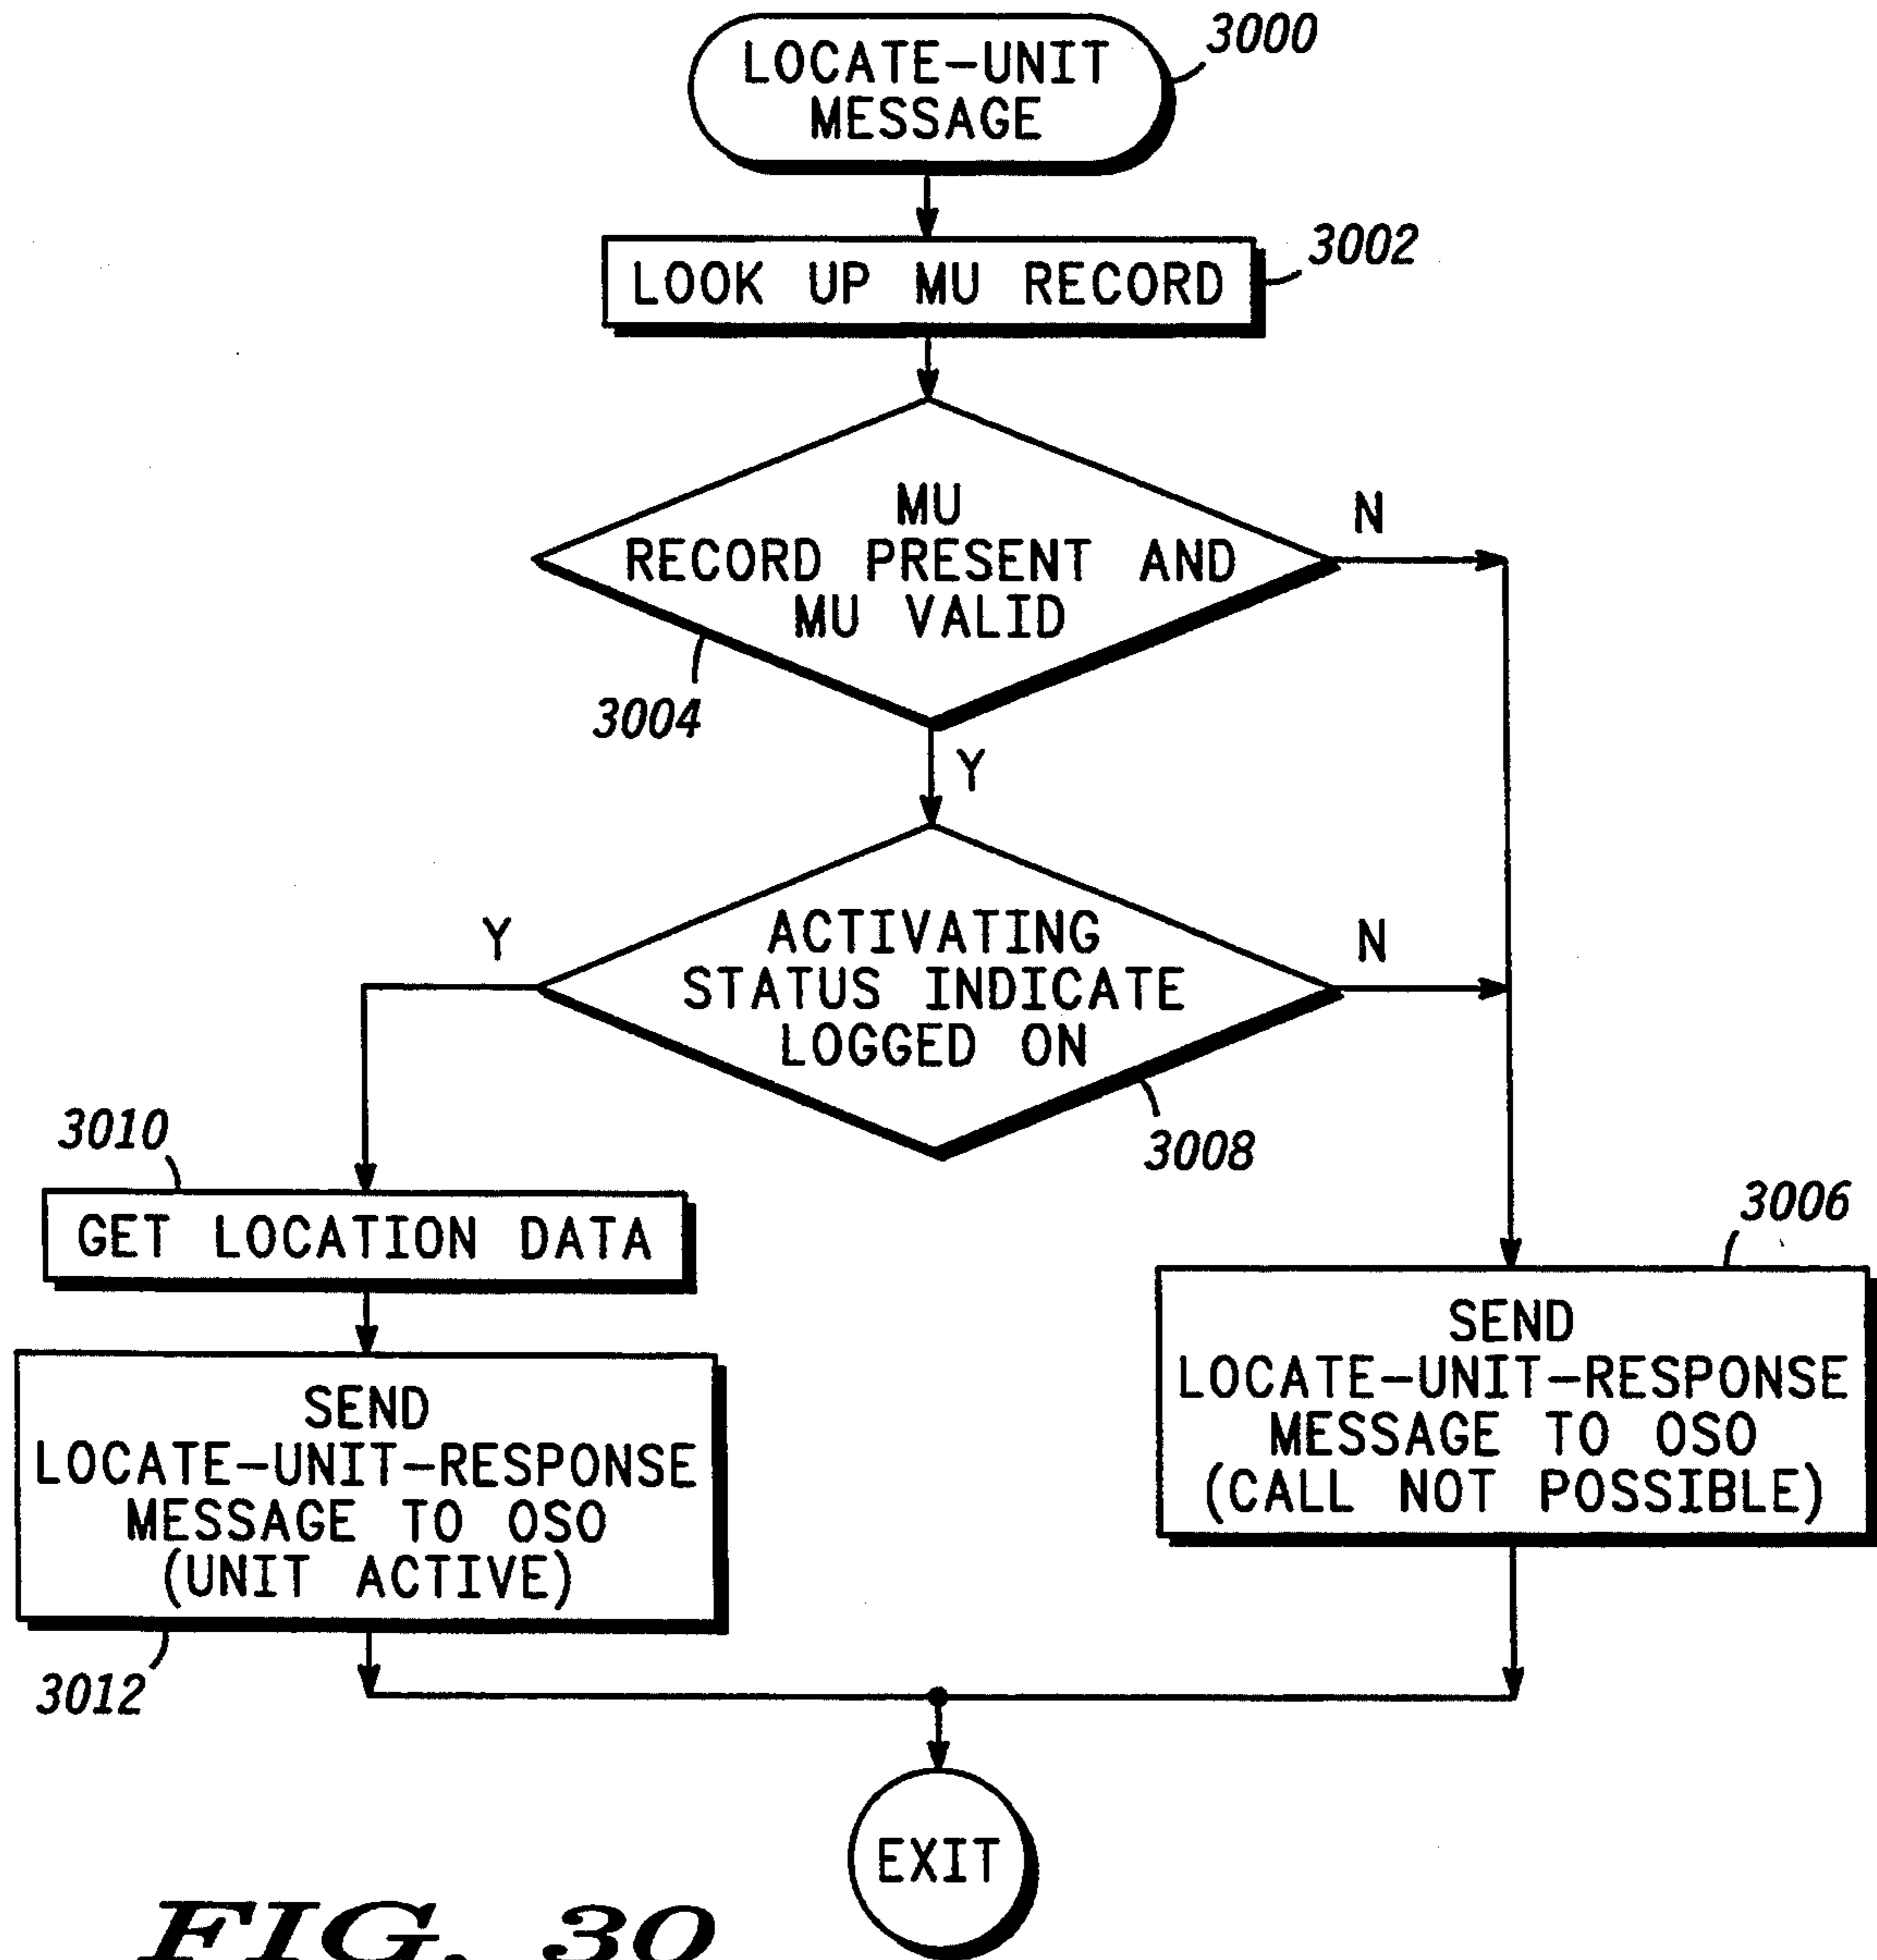 LOCATE-UNIT
MESSAGE
3000
LOOK UP MU RECORD
3002
MU
RECORD PRESENT AND
MU VALID
N
3004
Y
ACTIVATING
STATUS INDICATE
LOGGED ON
Y
N
3008
3010
GET LOCATION DATA
3006
SEND
LOCATE-UNIT-RESPONSE
MESSAGE TO OSO
(CALL NOT POSSIBLE)
SEND
LOCATE-UNIT-RESPONSE
MESSAGE TO OSO
(UNIT ACTIVE)
3012
EXIT
FIG. 30